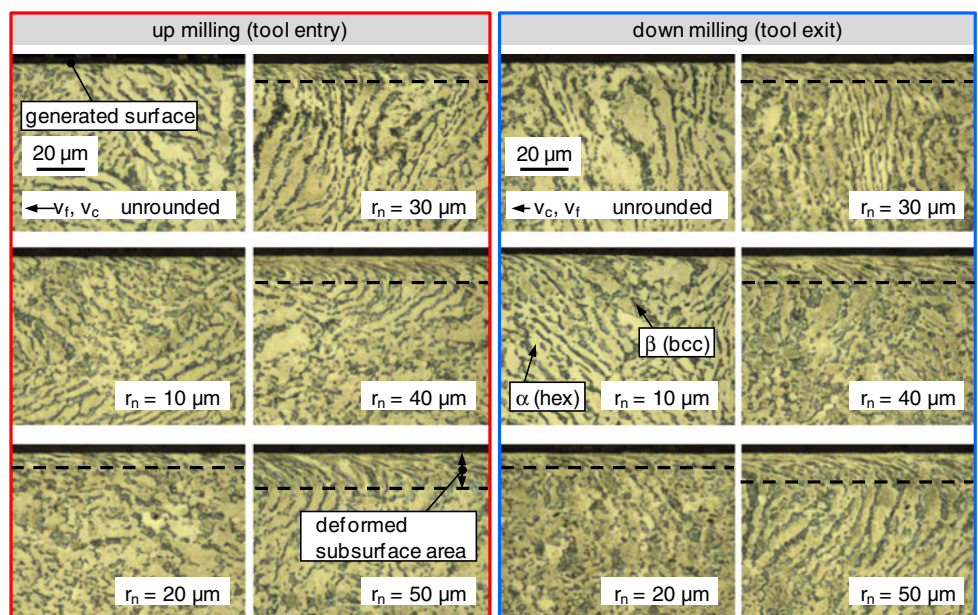 up milling (tool entry)
down milling (tool exit)
generated surface
20 µm
v_f, v_c unrounded
r_n = 30 µm
20 µm
v_c, v_f unrounded
r_n = 30 µm
r_n = 10 µm
r_n = 40 µm
β (bcc)
α (hex)
r_n = 10 µm
r_n = 40 µm
r_n = 20 µm
deformed
subsurface area
r_n = 50 µm
r_n = 20 µm
r_n = 50 µm